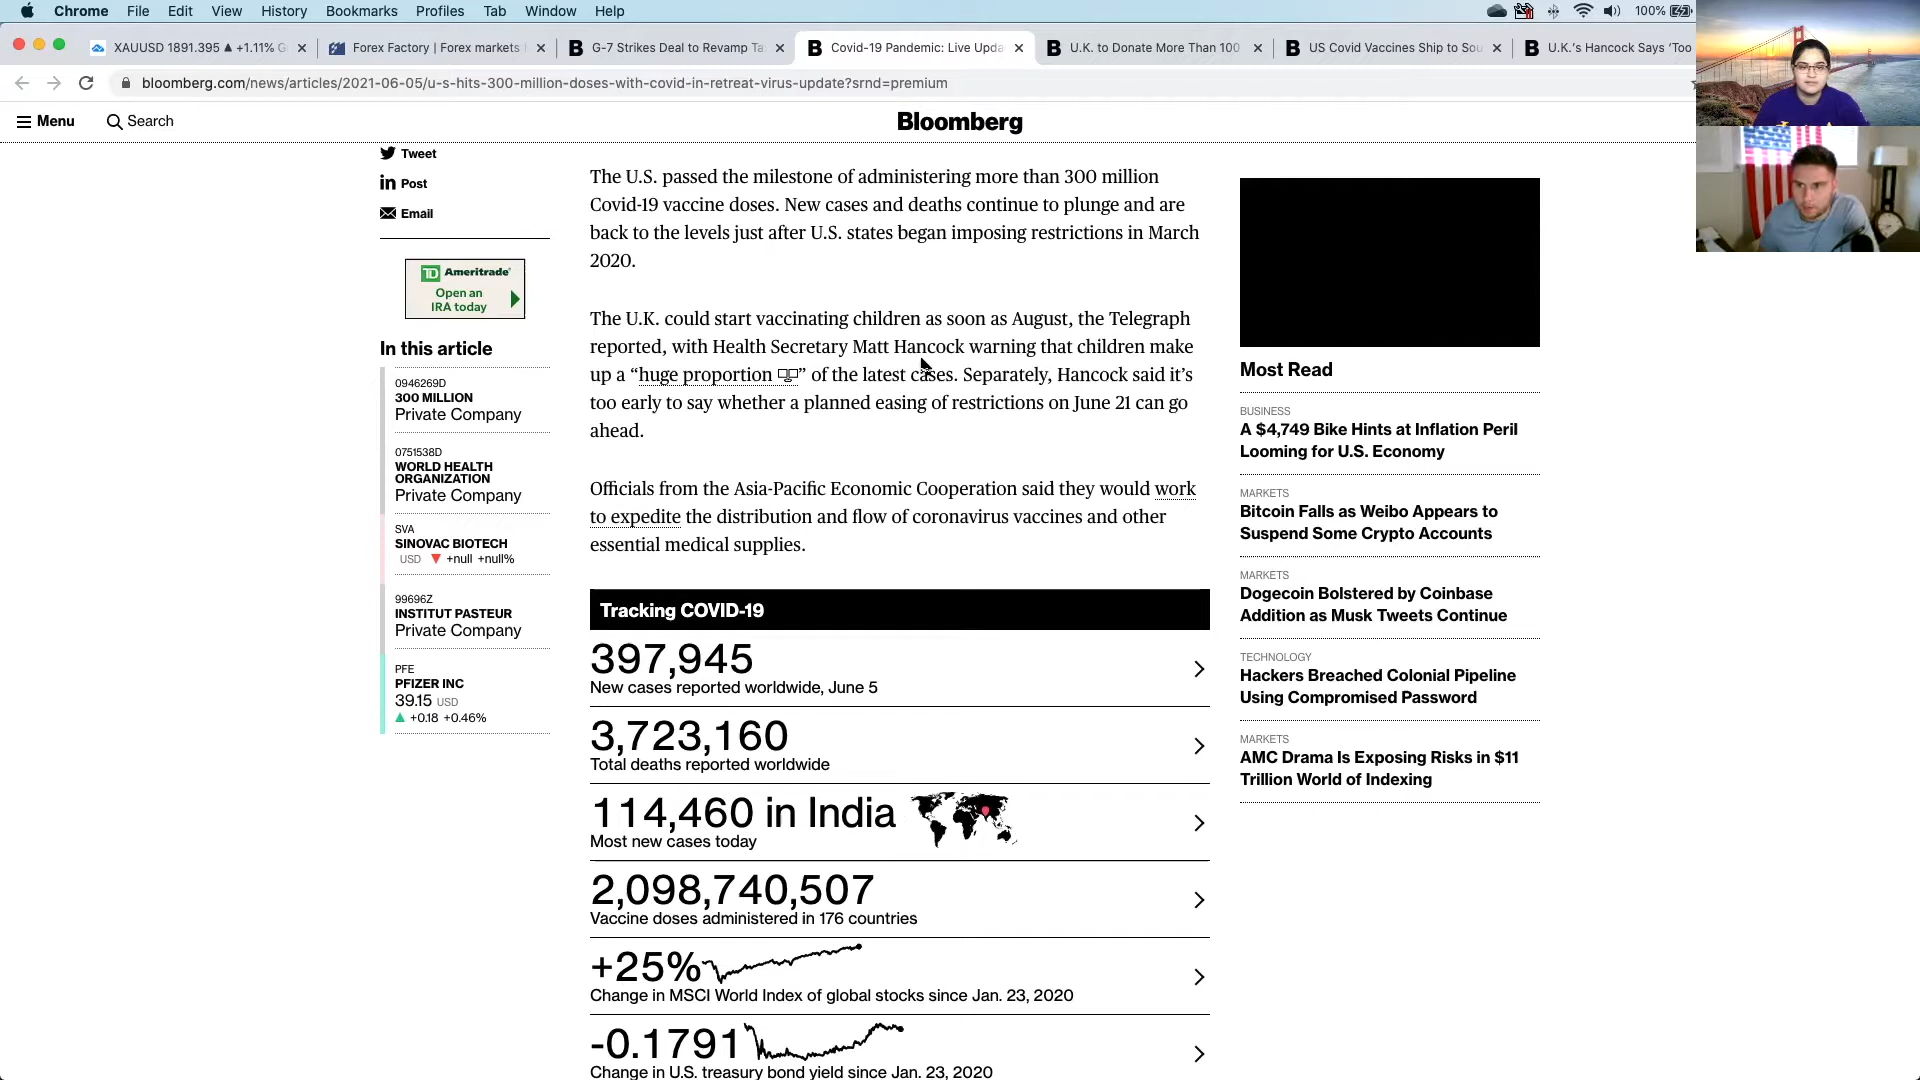 Chrome File Edit View History Bookmarks Profiles Tab Window Help 100%
XAUUSD 1891.395 ▲ +1.11% G
Forex Factory | Forex markets
G-7 Strikes Deal to Revamp Ta
Covid-19 Pandemic: Live Upda
U.K. to Donate More Than 100
US Covid Vaccines Ship to Sou
U.K.'s Hancock Says ‘Too
bloomberg.com/news/articles/2021-06-05/u-s-hits-300-million-doses-with-covid-in-retreat-virus-update?srnd=premium
Menu Search Bloomberg
Tweet
Post
Email
TD Ameritrade
Open an
IRA today
In this article
0946269D
300 MILLION
Private Company
0751538D
WORLD HEALTH
ORGANIZATION
Private Company
SVA
SINOVAC BIOTECH
USD ▼ +null +null%
99696Z
INSTITUT PASTEUR
Private Company
PFE
PFIZER INC
39.15 USD
▲ +0.18 +0.46%
The U.S. passed the milestone of administering more than 300 million
Covid-19 vaccine doses. New cases and deaths continue to plunge and are
back to the levels just after U.S. states began imposing restrictions in March
2020.
The U.K. could start vaccinating children as soon as August, the Telegraph
reported, with Health Secretary Matt Hancock warning that children make
up a “huge proportion” of the latest cases. Separately, Hancock said it’s
too early to say whether a planned easing of restrictions on June 21 can go
ahead.
Officials from the Asia-Pacific Economic Cooperation said they would work
to expedite the distribution and flow of coronavirus vaccines and other
essential medical supplies.
Tracking COVID-19
397,945
New cases reported worldwide, June 5
3,723,160
Total deaths reported worldwide
114,460 in India
Most new cases today
2,098,740,507
Vaccine doses administered in 176 countries
+25%
Change in MSCI World Index of global stocks since Jan. 23, 2020
-0.1791
Change in U.S. treasury bond yield since Jan. 23, 2020
Most Read
BUSINESS
A $4,749 Bike Hints at Inflation Peril
Looming for U.S. Economy
MARKETS
Bitcoin Falls as Weibo Appears to
Suspend Some Crypto Accounts
MARKETS
Dogecoin Bolstered by Coinbase
Addition as Musk Tweets Continue
TECHNOLOGY
Hackers Breached Colonial Pipeline
Using Compromised Password
MARKETS
AMC Drama Is Exposing Risks in $11
Trillion World of Indexing